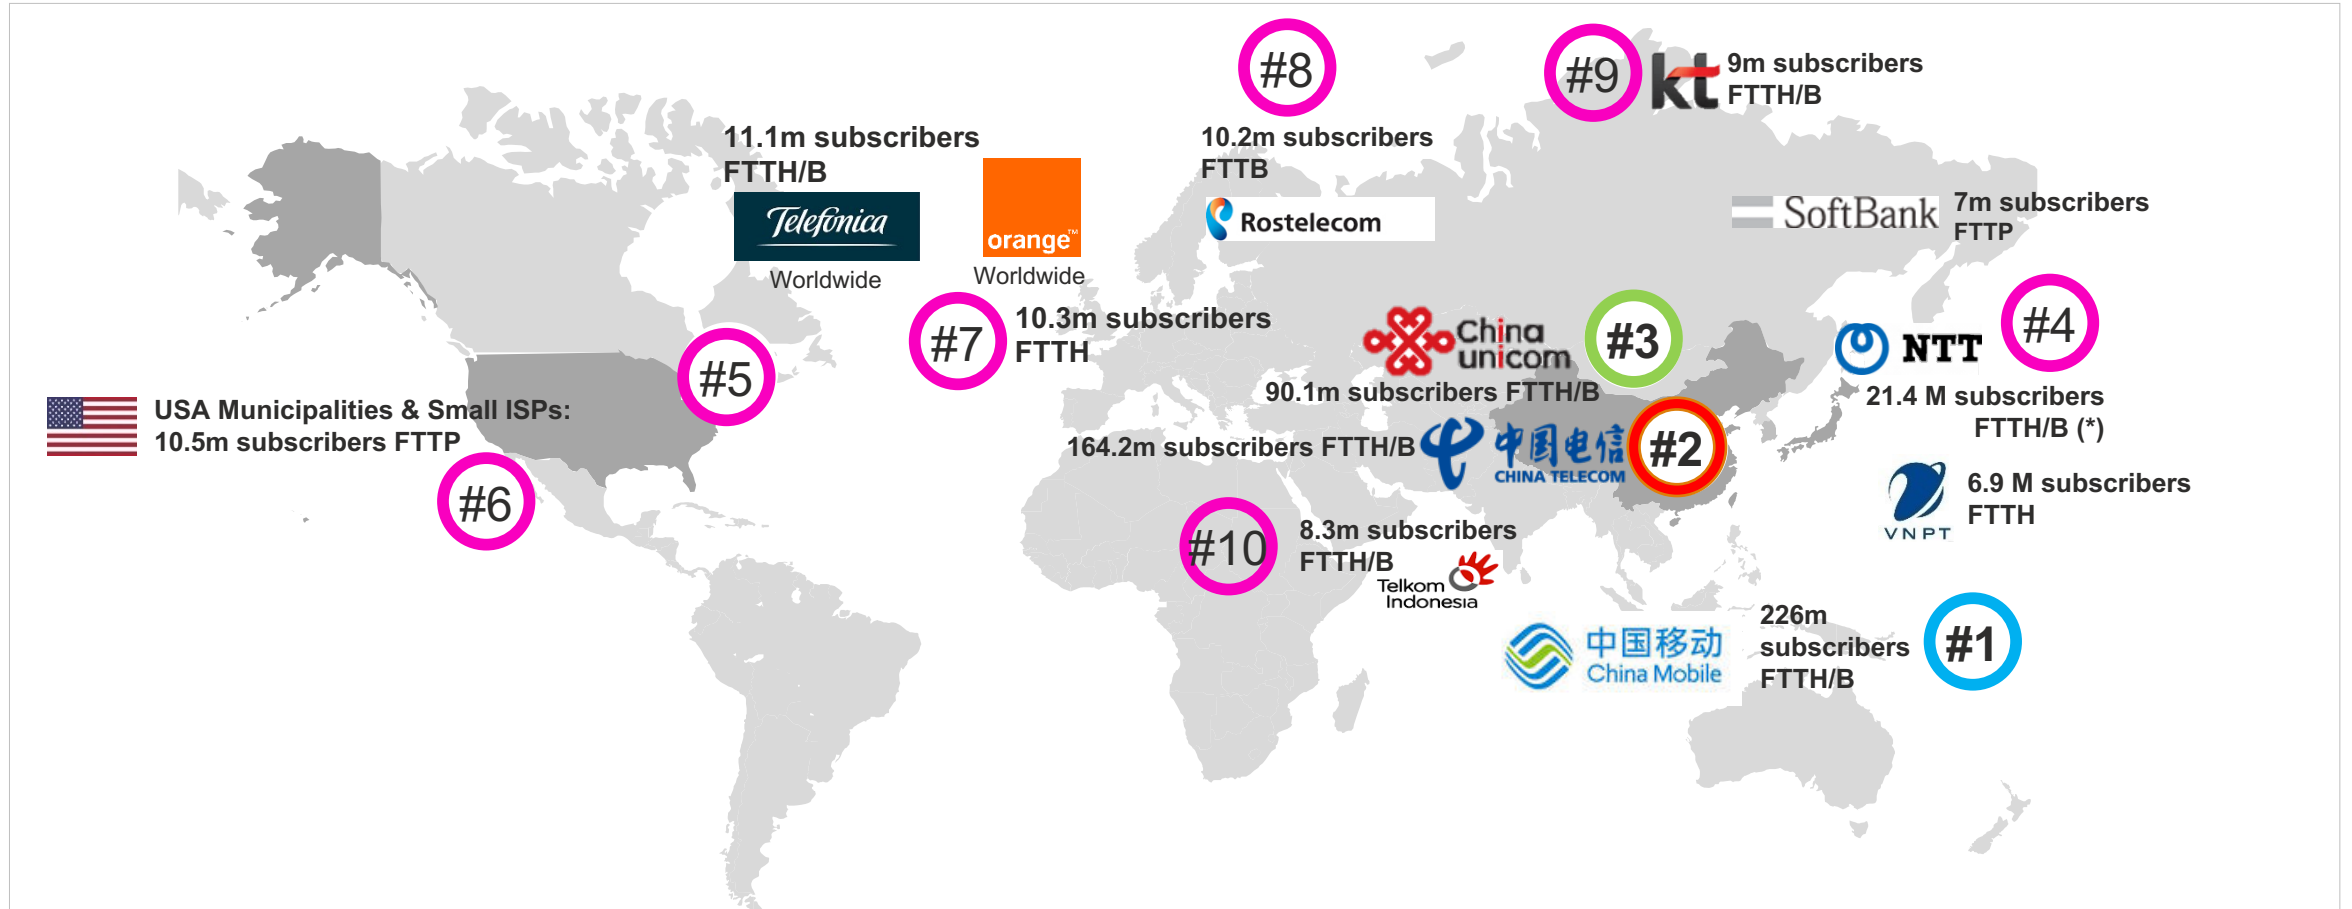 #8
#9
kt
9m subscribers
FTTH/B
11.1m subscribers
FTTH/B
Telefónica
Worldwide
orange™
Worldwide
10.2m subscribers
FTTB
Rostelecom
SoftBank
7m subscribers
FTTP
#7
10.3m subscribers
FTTH
China
unicom
#3
90.1m subscribers FTTH/B
NTT
#4
21.4 M subscribers
FTTH/B (*)
#5
USA Municipalities & Small ISPs:
10.5m subscribers FTTP
#6
164.2m subscribers FTTH/B
中国电信
CHINA TELECOM
#2
VNPT
6.9 M subscribers
FTTH
#10
8.3m subscribers
FTTH/B
Telkom
Indonesia
中国移动
China Mobile
226m
subscribers
FTTH/B
#1